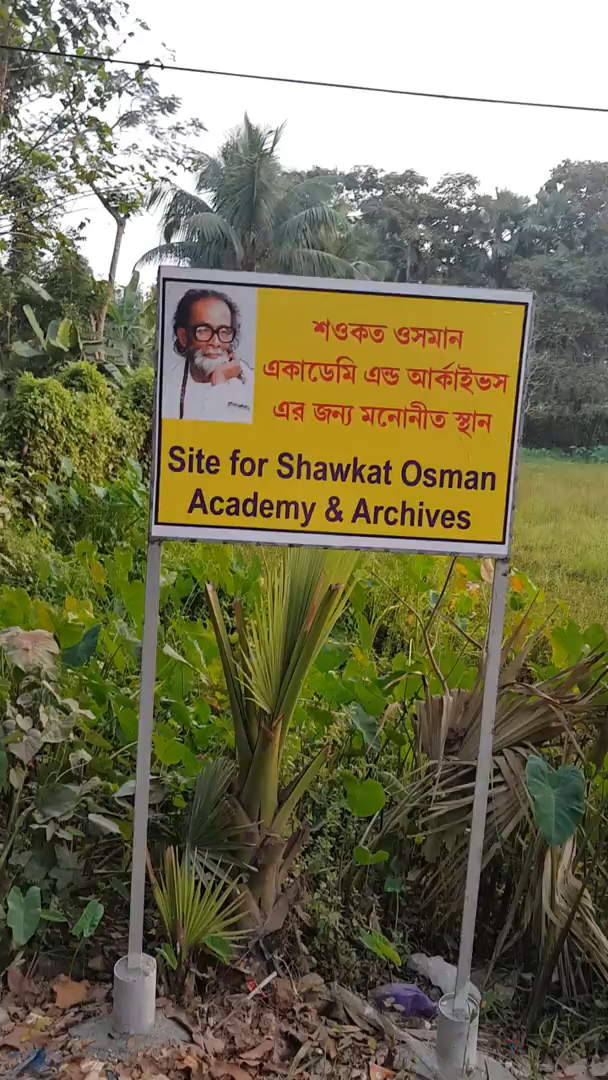 শওকত ওসমান
একাডেমি এন্ড আর্কাইভস
এর জন্য মনোনীত স্থান
Site for Shawkat Osman
Academy & Archives